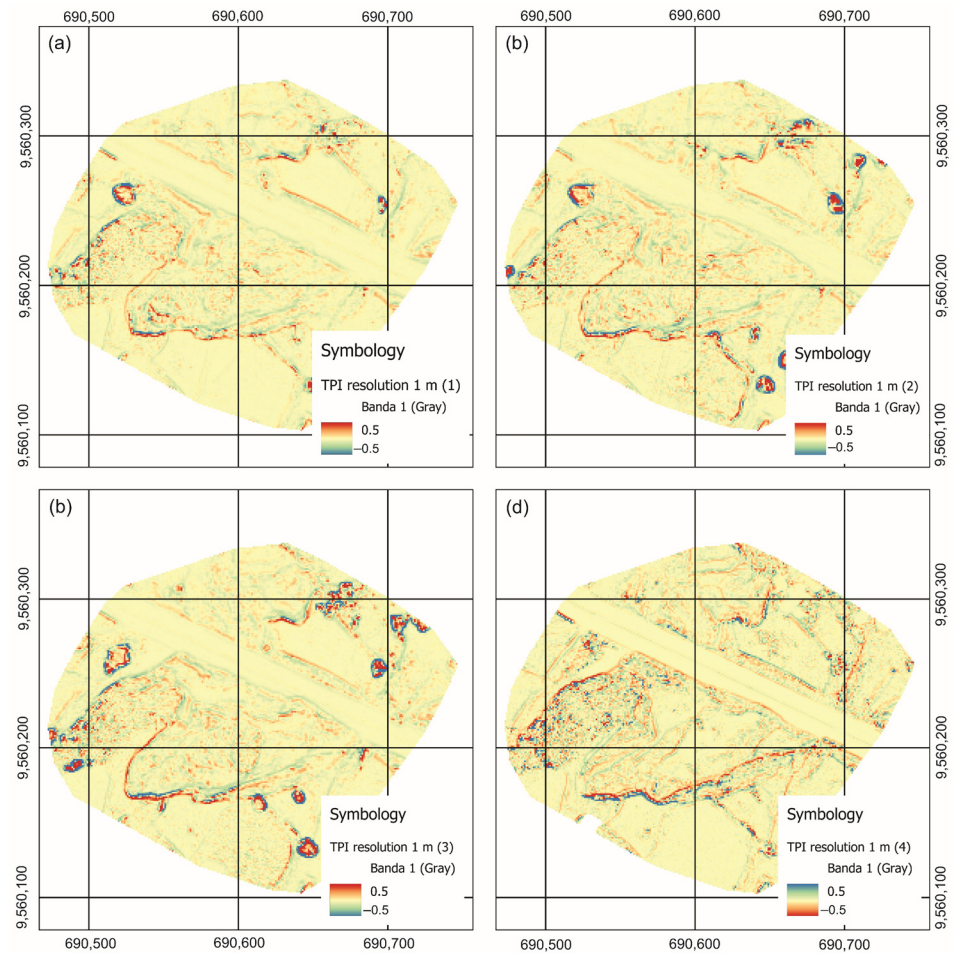 690,500 690,600 690,700 690,500 690,600 690,700
(a)
(b)
9,560,300
9,560,200
9,560,100
9,560,300
9,560,200
9,560,100
Symbology
TPI resolution 1 m (1)
Banda 1 (Gray)
0.5
−0.5
Symbology
TPI resolution 1 m (2)
Banda 1 (Gray)
0.5
−0.5
(b)
(d)
9,560,300
9,560,200
9,560,100
9,560,300
9,560,200
9,560,100
Symbology
TPI resolution 1 m (3)
Banda 1 (Gray)
0.5
−0.5
Symbology
TPI resolution 1 m (4)
Banda 1 (Gray)
0.5
−0.5
690,500 690,600 690,700 690,500 690,600 690,700